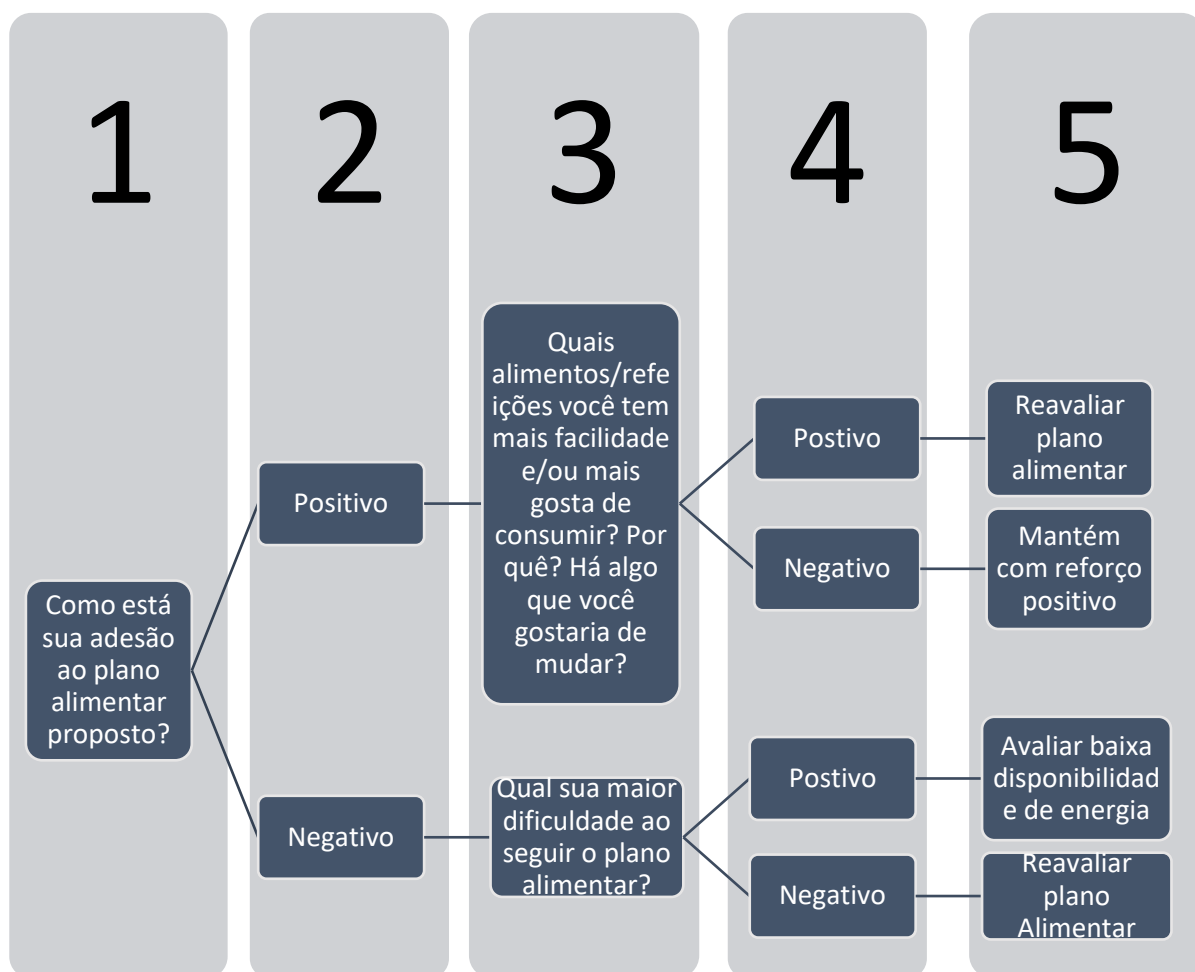 1
2
3
4
5
Como está
sua adesão
ao plano
alimentar
proposto?
Positivo
Negativo
Quais
alimentos/refe
ições você tem
mais facilidade
e/ou mais
gosta de
consumir? Por
quê? Há algo
que você
gostaria de
mudar?
Qual sua maior
dificuldade ao
seguir o plano
alimentar?
Postivo
Negativo
Postivo
Negativo
Reavaliar
plano
alimentar
Mantém
com reforço
positivo
Avaliar baixa
disponibilidad
e de energia
Reavaliar
plano
Alimentar